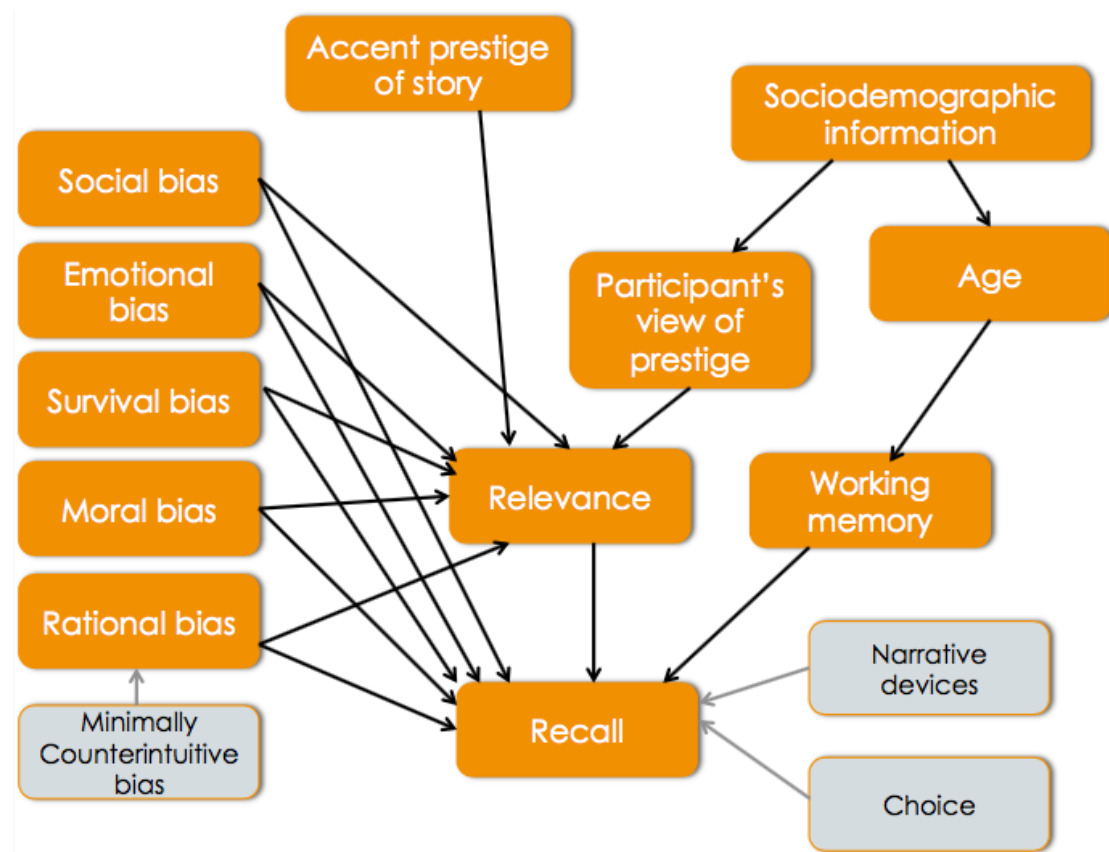 Accent prestige
of story
Sociodemographic
information
Social bias
Emotional
bias
Participant's
view of
prestige
Age
Survival bias
Moral bias
Relevance
Working
memory
Rational bias
Narrative
devices
Minimally
Counterintuitive
bias
Recall
Choice